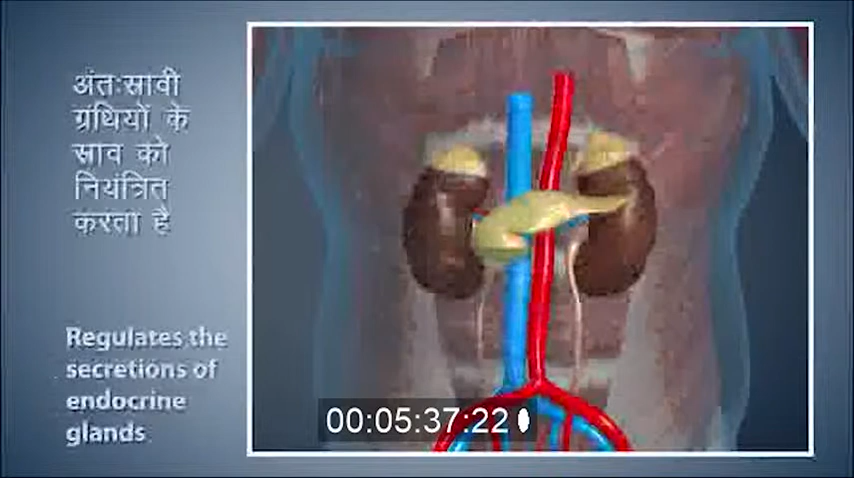 अंतःस्रावी
ग्रंथियों के
स्राव को
नियंत्रित
करता है
Regulates the
secretions of
endocrine
glands
00:05:37:22